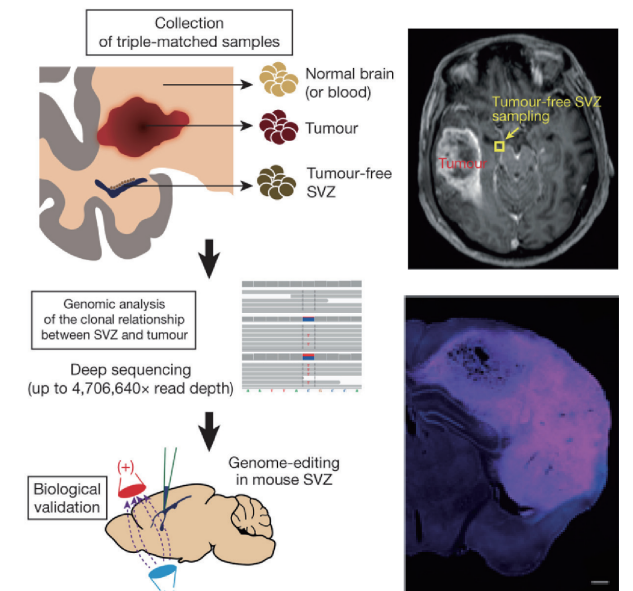 Collection
of triple-matched samples
Normal brain
(or blood)
Tumour
Tumour-free
SVZ
Tumour-free SVZ
sampling
Tumour
Genomic analysis
of the clonal relationship
between SVZ and tumour
Deep sequencing
(up to 4,706,640× read depth)
Biological
validation
(+)
Genome-editing
in mouse SVZ